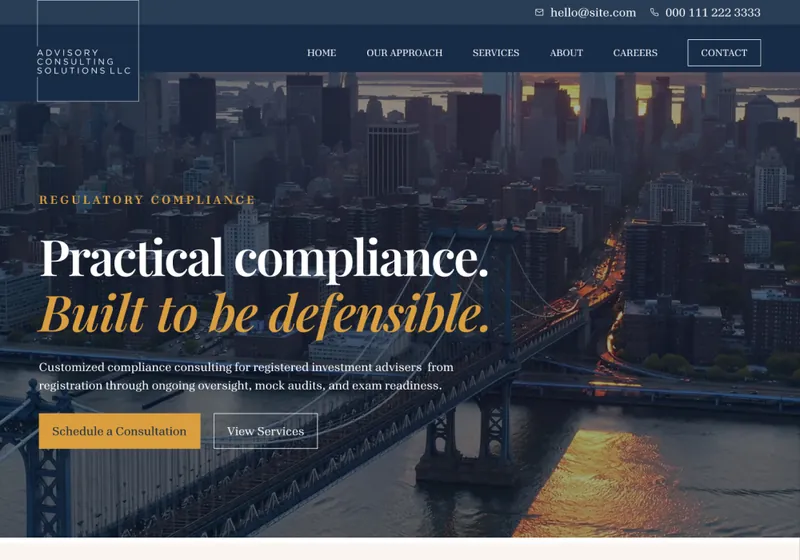 hello@site.com 000 111 222 3333
ADVISORY
CONSULTING
SOLUTIONS LLC
HOME OUR APPROACH SERVICES ABOUT CAREERS CONTACT
REGULATORY COMPLIANCE
Practical compliance.
Built to be defensible.
Customized compliance consulting for registered investment advisers from
registration through ongoing oversight, mock audits, and exam readiness.
Schedule a Consultation View Services